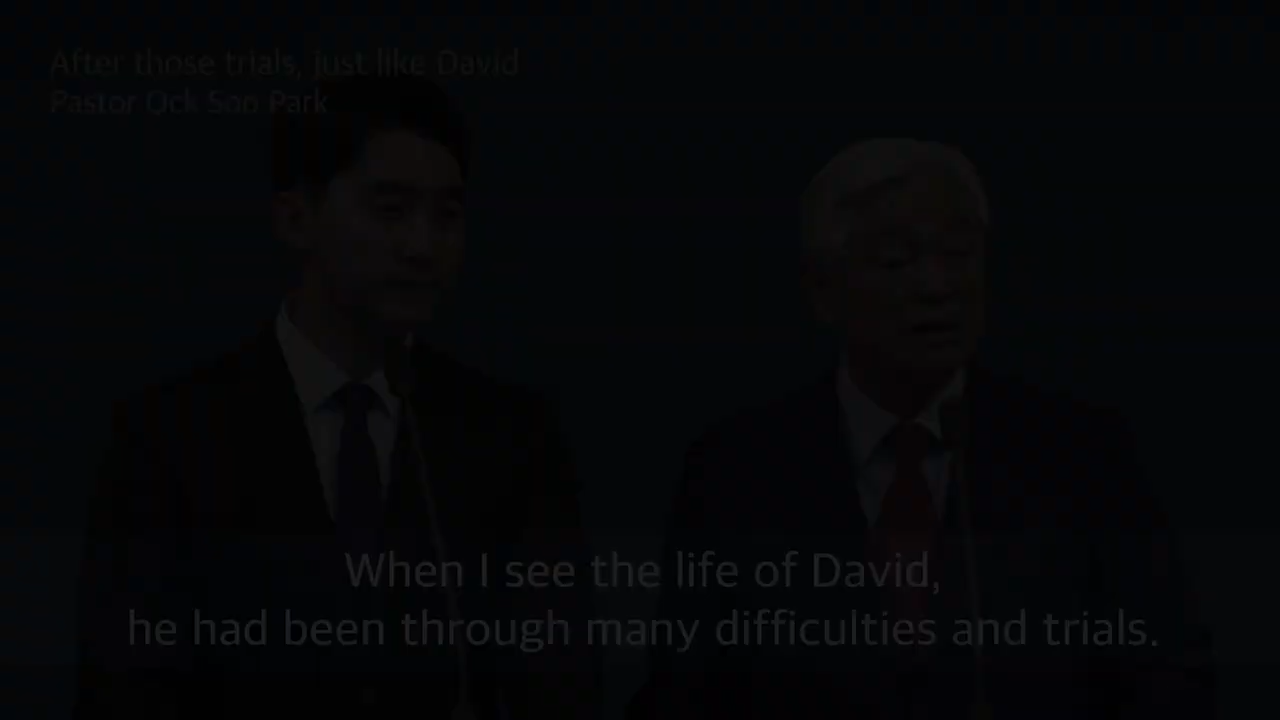 After those trials, just like David
Pastor Ock Soo Park
When I see the life of David,
he had been through many difficulties and trials.